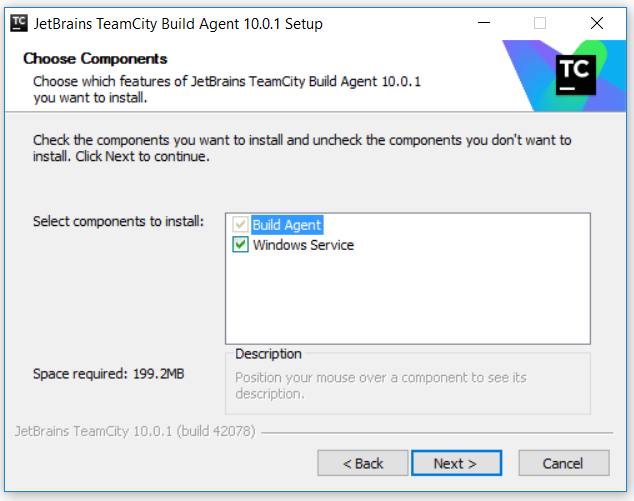 TC JetBrains TeamCity Build Agent 10.0.1 Setup
Choose Components
Choose which features of JetBrains TeamCity Build Agent 10.0.1
you want to install.
TC
Check the components you want to install and uncheck the components you don't want to
install. Click Next to continue.
Select components to install:
Build Agent
Windows Service
Space required: 199.2MB
Description
Position your mouse over a component to see its
description.
JetBrains TeamCity 10.0.1 (build 42078)
< Back
Next >
Cancel